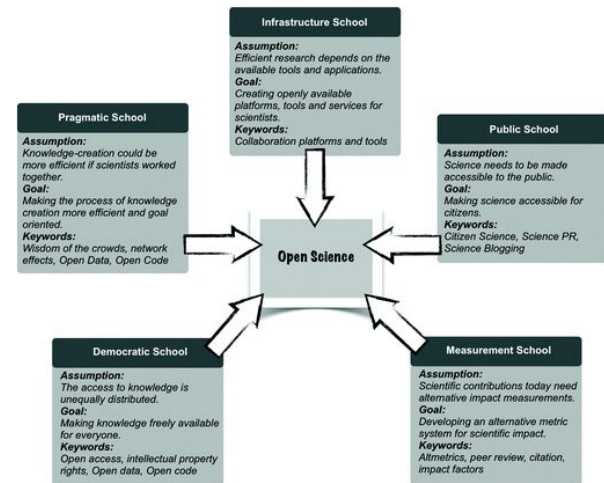 Infrastructure School
Assumption:
Efficient research depends on the
available tools and applications.
Goal:
Creating openly available
platforms, tools and services for
scientists.
Keywords:
Collaboration platforms and tools
Pragmatic School
Assumption:
Knowledge-creation could be
more efficient if scientists worked
together.
Goal:
Making the process of knowledge
creation more efficient and goal
oriented.
Keywords:
Wisdom of the crowds, network
effects, Open Data, Open Code
Public School
Assumption:
Science needs to be made
accessible to the public.
Goal:
Making science accessible for
citizens.
Keywords:
Citizen Science, Science PR,
Science Blogging
Open Science
Democratic School
Assumption:
The access to knowledge is
unequally distributed.
Goal:
Making knowledge freely available
for everyone.
Keywords:
Open access, intellectual property
rights, Open data, Open code
Measurement School
Assumption:
Scientific contributions today need
alternative impact measurements.
Goal:
Developing an alternative metric
system for scientific impact.
Keywords:
Altmetrics, peer review, citation,
impact factors